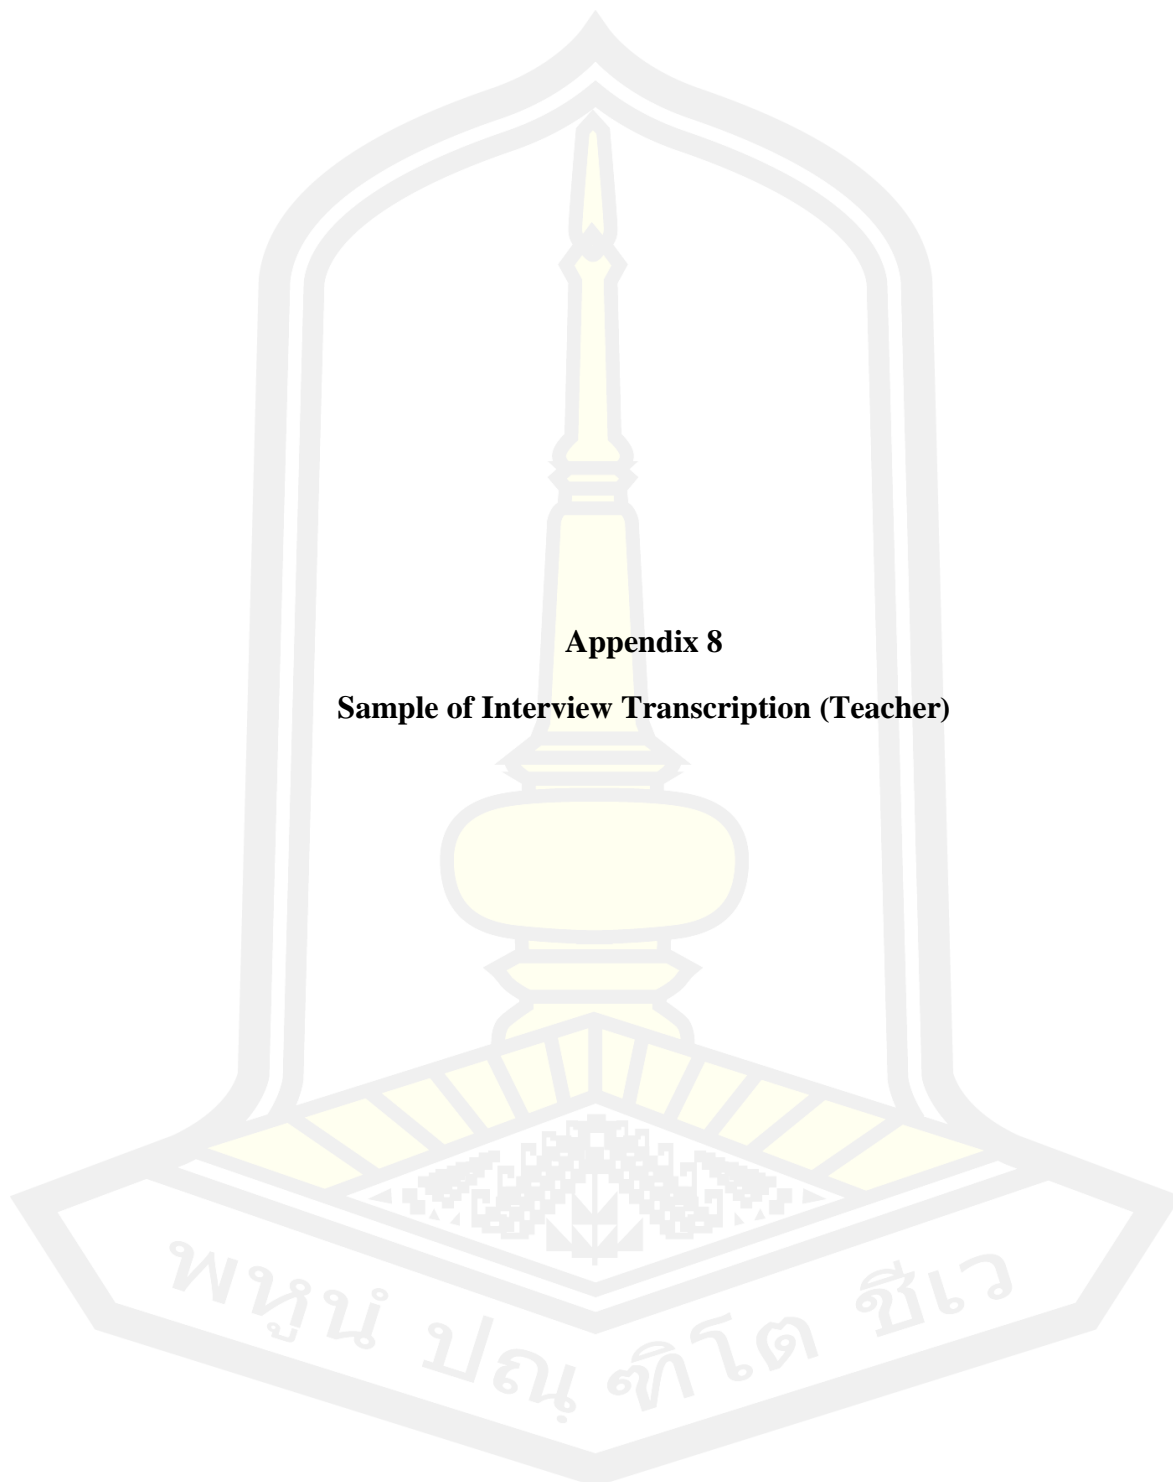 Appendix 8
Sample of Interview Transcription (Teacher)
พหูนํ ปณฺฑิโต ชีเว